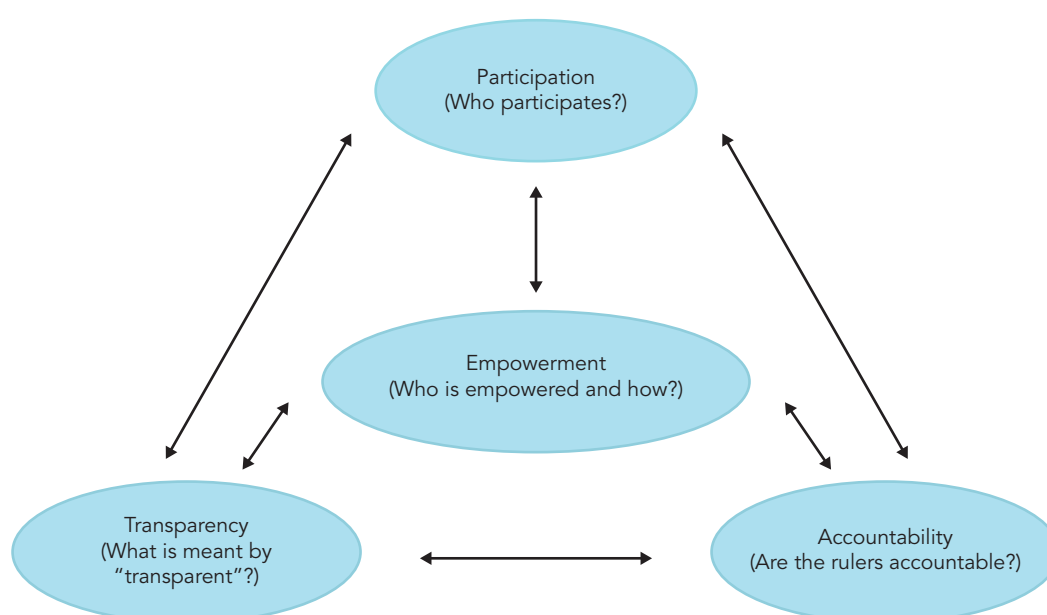 Participation
(Who participates?)
Empowerment
(Who is empowered and how?)
Transparency
(What is meant by
“transparent”?)
Accountability
(Are the rulers accountable?)